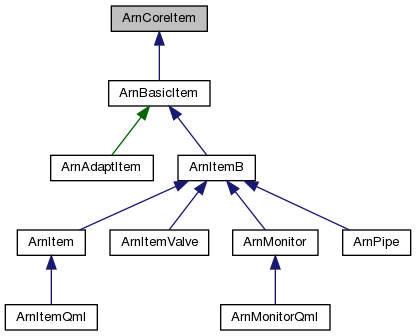 ArnCoreItem
ArnBasicItem
ArnAdaptItem
ArnItemB
ArnItem
ArnItemValve
ArnMonitor
ArnPipe
ArnItemQml
ArnMonitorQml